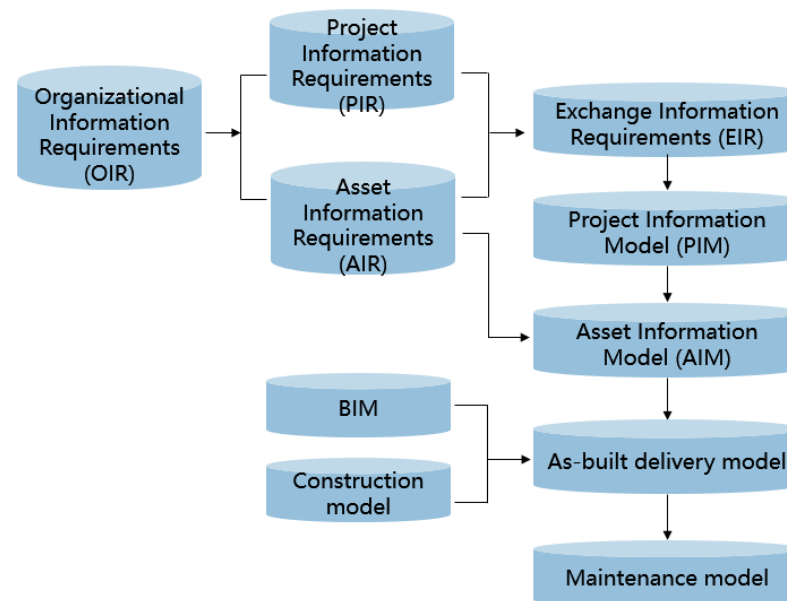 Project
Information
Requirements
(PIR)
Organizational
Information
Requirements
(OIR)
Exchange Information
Requirements (EIR)
Asset
Information
Requirements
(AIR)
Project Information
Model (PIM)
Asset Information
Model (AIM)
BIM
As-built delivery model
Construction
model
Maintenance model